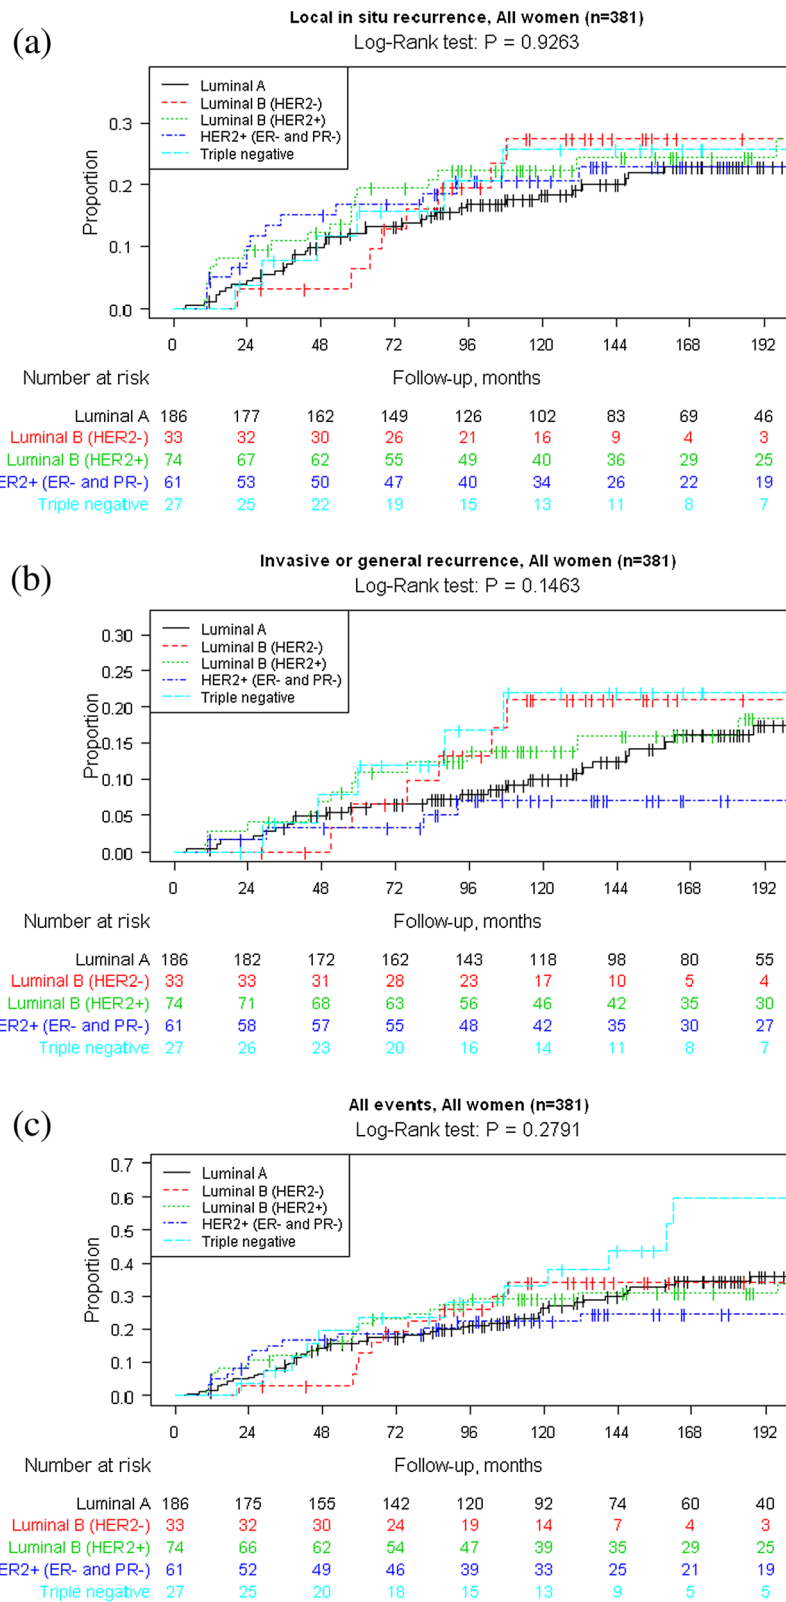 (a)
Local in situ recurrence, All women (n=381)
Log-Rank test: P = 0.9263
Luminal A
Luminal B (HER2-)
Luminal B (HER2+)
HER2+ (ER- and PR-)
Triple negative
Proportion
0.3
0.2
0.1
0.0
0 24 48 72 96 120 144 168 192
Number at risk Follow-up, months
Luminal A 186 177 162 149 126 102 83 69 46
Luminal B (HER2-) 33 32 30 26 21 16 9 4 3
Luminal B (HER2+) 74 67 62 55 49 40 36 29 25
ER2+ (ER- and PR-) 61 53 50 47 40 34 26 22 19
Triple negative 27 25 22 19 15 13 11 8 7
(b)
Invasive or general recurrence, All women (n=381)
Log-Rank test: P = 0.1463
Luminal A
Luminal B (HER2-)
Luminal B (HER2+)
HER2+ (ER- and PR-)
Triple negative
Proportion
0.30
0.25
0.20
0.15
0.10
0.05
0.00
0 24 48 72 96 120 144 168 192
Number at risk Follow-up, months
Luminal A 186 182 172 162 143 118 98 80 55
Luminal B (HER2-) 33 33 31 28 23 17 10 5 4
Luminal B (HER2+) 74 71 68 63 56 46 42 35 30
ER2+ (ER- and PR-) 61 58 57 55 48 42 35 30 27
Triple negative 27 26 23 20 16 14 11 8 7
(c)
All events, All women (n=381)
Log-Rank test: P = 0.2791
Luminal A
Luminal B (HER2-)
Luminal B (HER2+)
HER2+ (ER- and PR-)
Triple negative
Proportion
0.7
0.6
0.5
0.4
0.3
0.2
0.1
0.0
0 24 48 72 96 120 144 168 192
Number at risk Follow-up, months
Luminal A 186 175 155 142 120 92 74 60 40
Luminal B (HER2-) 33 32 30 24 19 14 7 4 3
Luminal B (HER2+) 74 66 62 54 47 39 35 29 25
ER2+ (ER- and PR-) 61 52 49 46 39 33 25 21 19
Triple negative 27 25 20 18 15 13 9 5 5